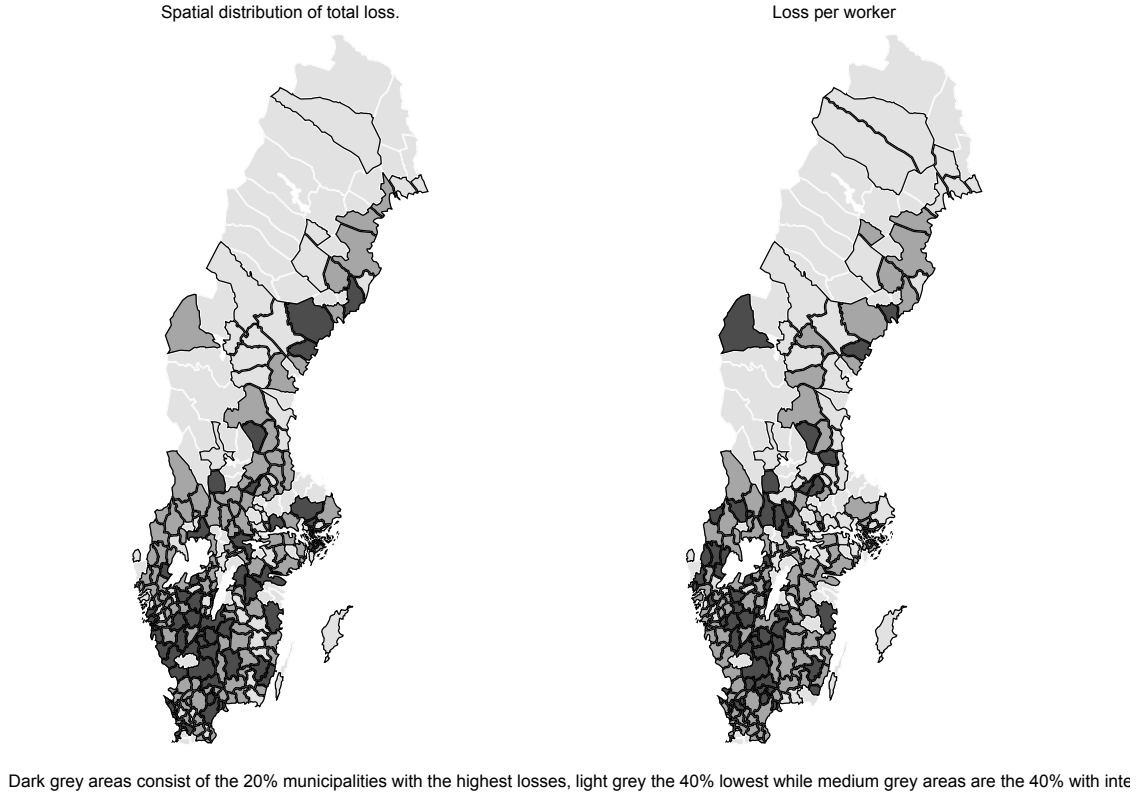 Spatial distribution of total loss.
Loss per worker
Dark grey areas consist of the 20% municipalities with the highest losses, light grey the 40% lowest while medium grey areas are the 40% with inte